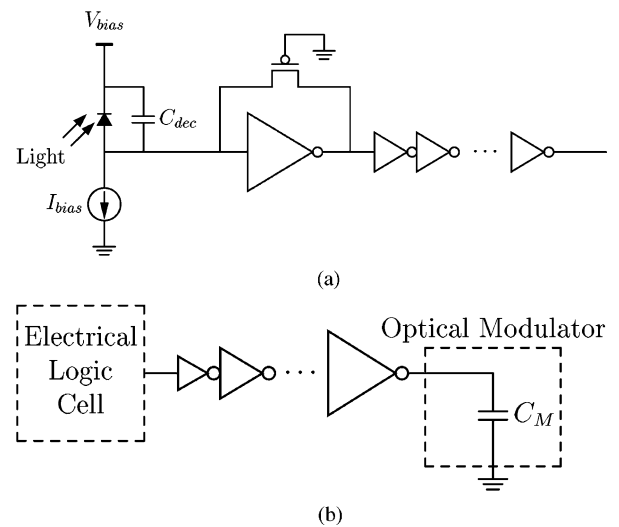 V_bias
C_dec
Light
I_bias
...
(a)
Electrical
Logic
Cell
...
Optical Modulator
C_M
(b)